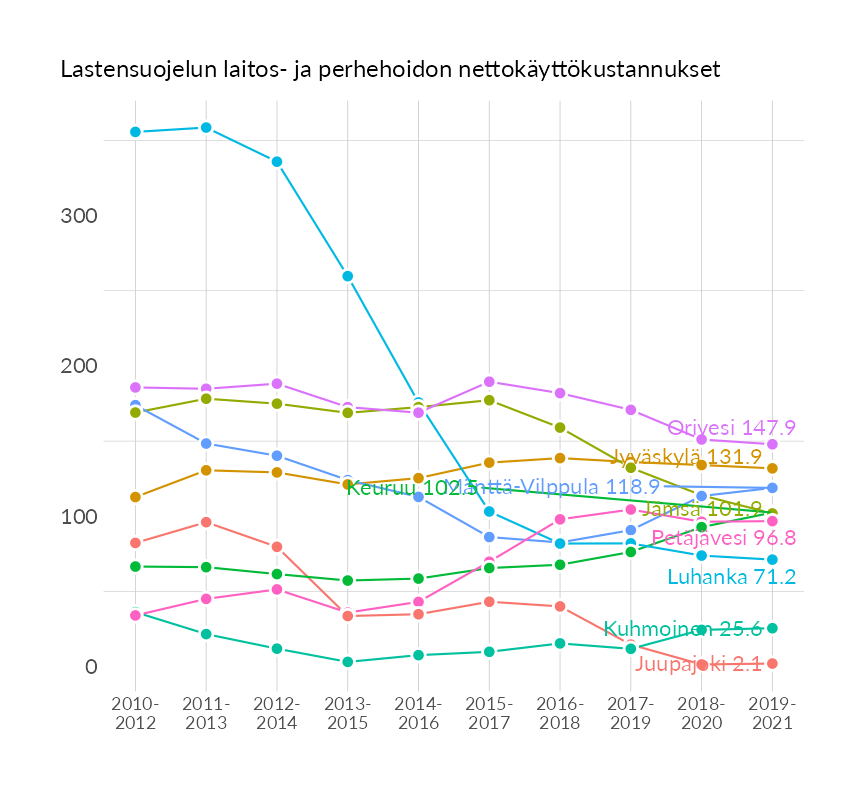 Lastensuojelun laitos- ja perhehoidon nettokäyttökustannukset
300
200
100
0
Orivesi 147.9
Jyväskylä 131.9
Keuruu 102.5
Mänttä-Vilppula 118.9
Jämsä 101.9
Petäjävesi 96.8
Luhanka 71.2
Kuhmoinen 25.6
Juupajoki 2.1
2010-
2012
2011-
2013
2012-
2014
2013-
2015
2014-
2016
2015-
2017
2016-
2018
2017-
2019
2018-
2020
2019-
2021